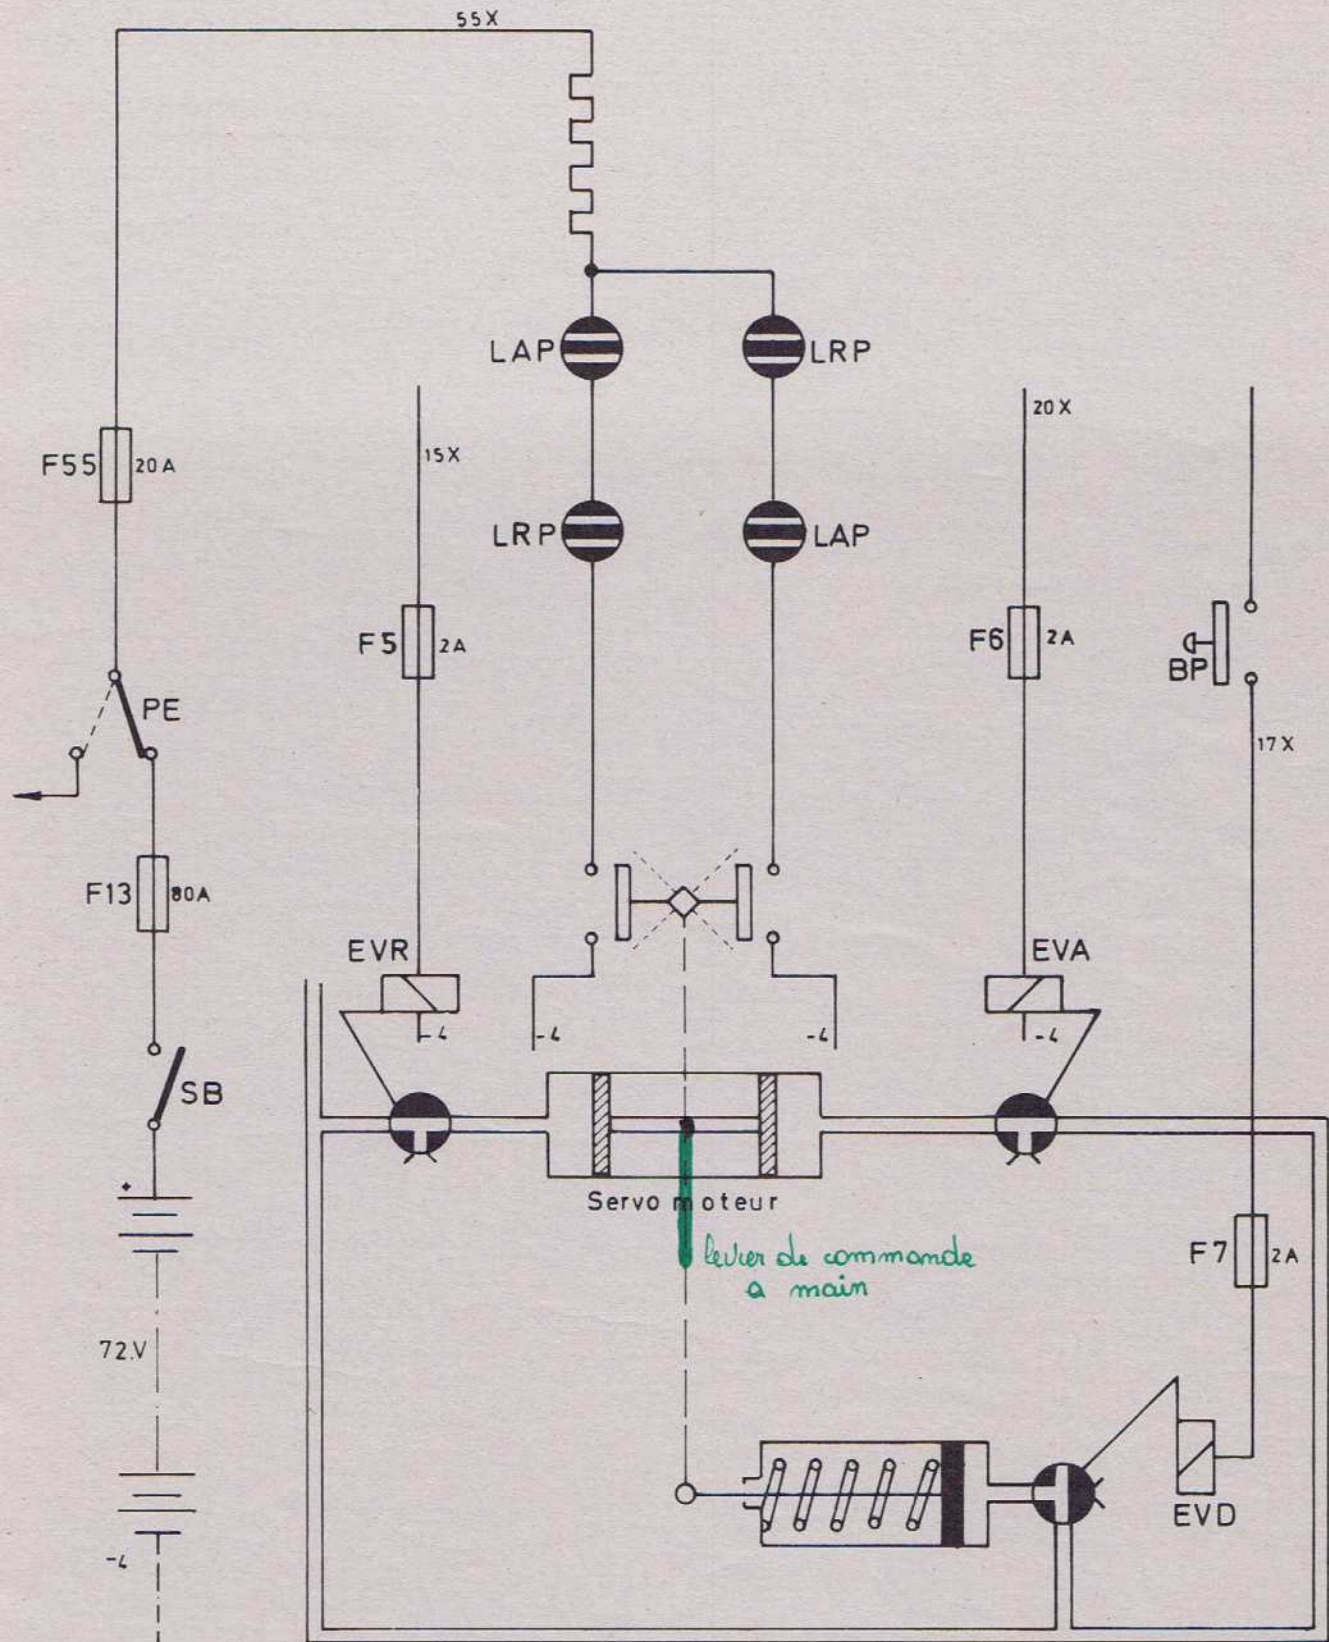 55X
LAP
LRP
F55
20A
15X
20X
LRP
LAP
F5
2A
F6
2A
BP
PE
17X
F13
80A
EVR
EVA
-4
-4
-4
-4
SB
+
Servo moteur
levier de commande
a main
F7
2A
72.V
EVD
-4